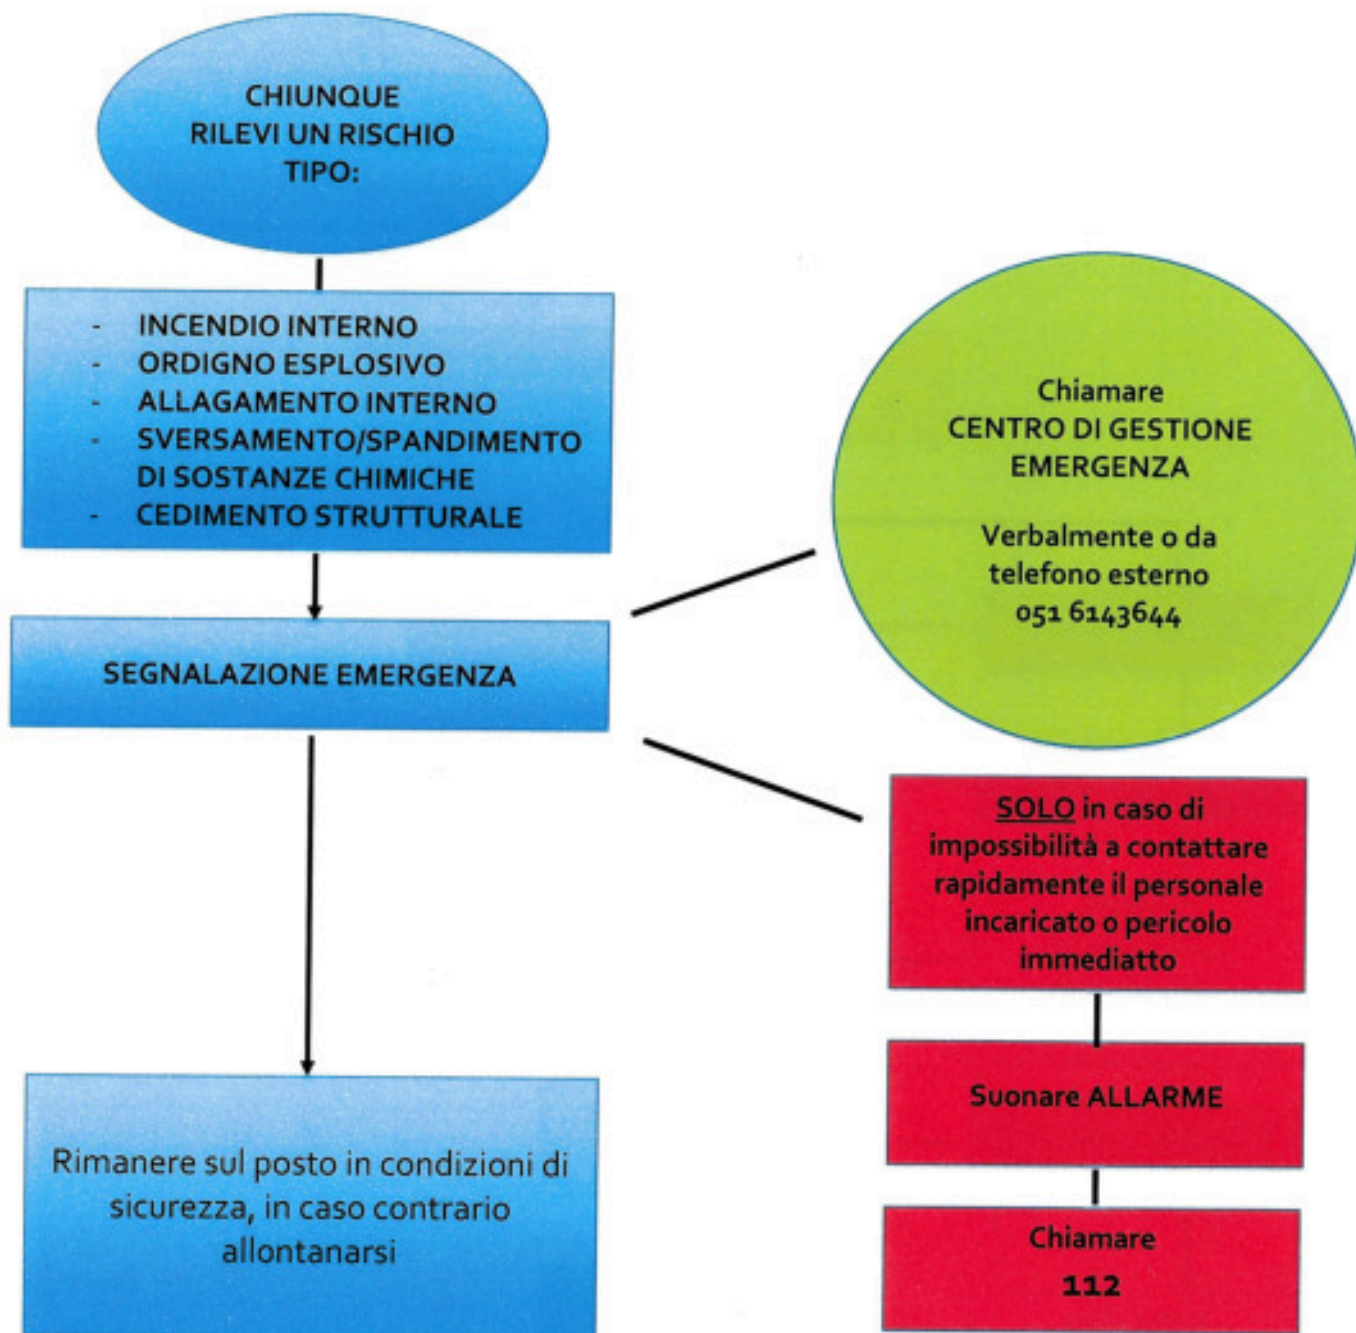 CHIUNQUE
RILEVI UN RISCHIO
TIPO:
- INCENDIO INTERNO
- ORDIGNO ESPLOSIVO
- ALLAGAMENTO INTERNO
- SVERSAMENTO/SPANDIMENTO
DI SOSTANZE CHIMICHE
- CEDIMENTO STRUTTURALE
SEGNALAZIONE EMERGENZA
Chiamare
CENTRO DI GESTIONE
EMERGENZA
Verbalmente o da
telefono esterno
051 6143644
SOLO in caso di
impossibilità a contattare
rapidamente il personale
incaricato o pericolo
immediatto
Suonare ALLARME
Chiamare
112
Rimanere sul posto in condizioni di
sicurezza, in caso contrario
allontanarsi